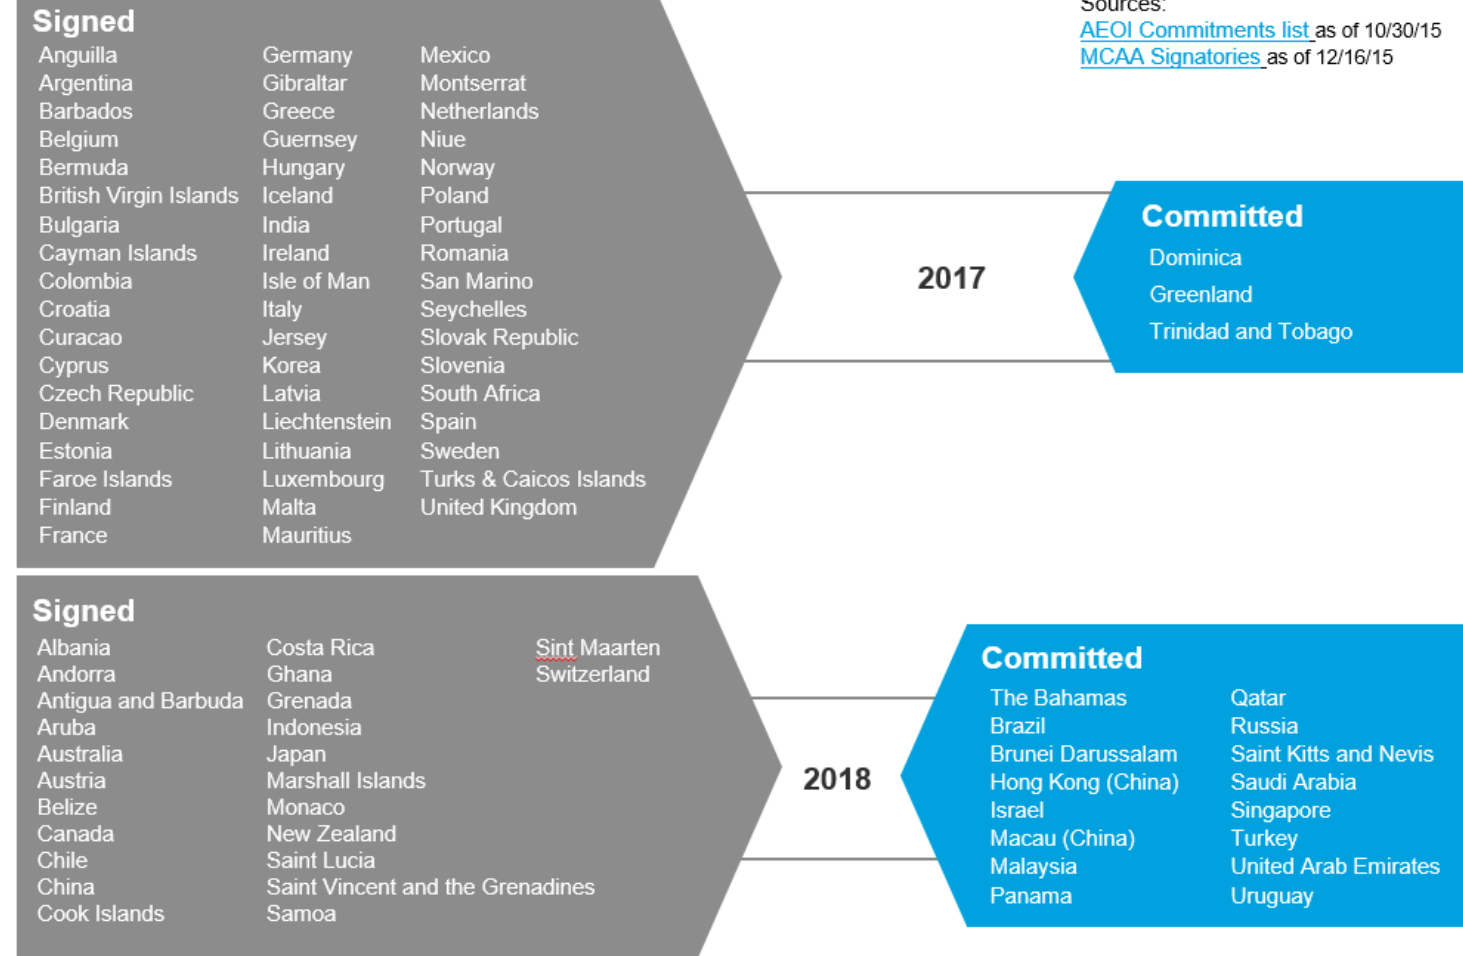 Signed
Anguilla
Argentina
Barbados
Belgium
Bermuda
British Virgin Islands
Bulgaria
Cayman Islands
Colombia
Croatia
Curacao
Cyprus
Czech Republic
Denmark
Estonia
Faroe Islands
Finland
France
Germany
Gibraltar
Greece
Guernsey
Hungary
Iceland
India
Ireland
Isle of Man
Italy
Jersey
Korea
Latvia
Liechtenstein
Lithuania
Luxembourg
Malta
Mauritius
Mexico
Montserrat
Netherlands
Niue
Norway
Poland
Portugal
Romania
San Marino
Seychelles
Slovak Republic
Slovenia
South Africa
Spain
Sweden
Turks & Caicos Islands
United Kingdom
2017
Sources:
AEOI Commitments list as of 10/30/15
MCAA Signatories as of 12/16/15
Committed
Dominica
Greenland
Trinidad and Tobago
Signed
Albania
Andorra
Antigua and Barbuda
Aruba
Australia
Austria
Belize
Canada
Chile
China
Cook Islands
Costa Rica
Ghana
Grenada
Indonesia
Japan
Marshall Islands
Monaco
New Zealand
Saint Lucia
Saint Vincent and the Grenadines
Samoa
Sint Maarten
Switzerland
2018
Committed
The Bahamas
Brazil
Brunei Darussalam
Hong Kong (China)
Israel
Macau (China)
Malaysia
Panama
Qatar
Russia
Saint Kitts and Nevis
Saudi Arabia
Singapore
Turkey
United Arab Emirates
Uruguay